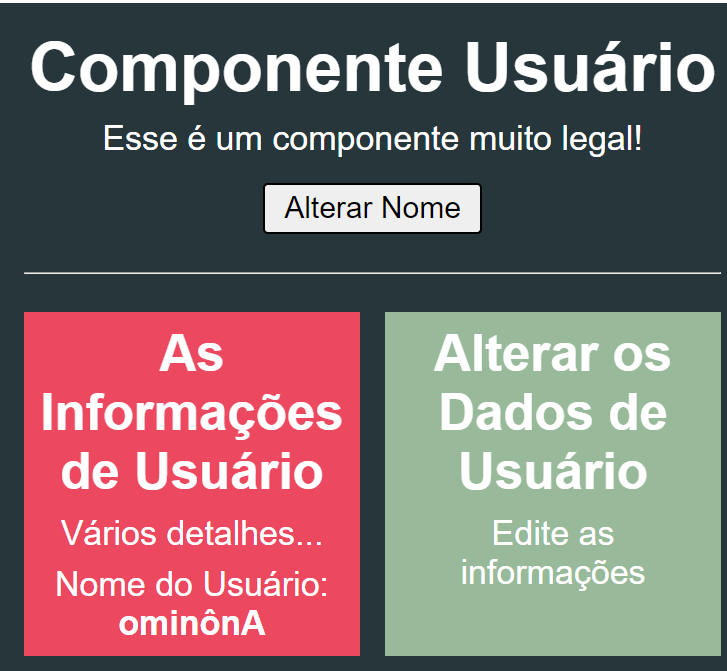 Componente Usuário
Esse é um componente muito legal!
Alterar Nome
As
Informações
de Usuário
Vários detalhes...
Nome do Usuário:
ominônA
Alterar os
Dados de
Usuário
Edite as
informações